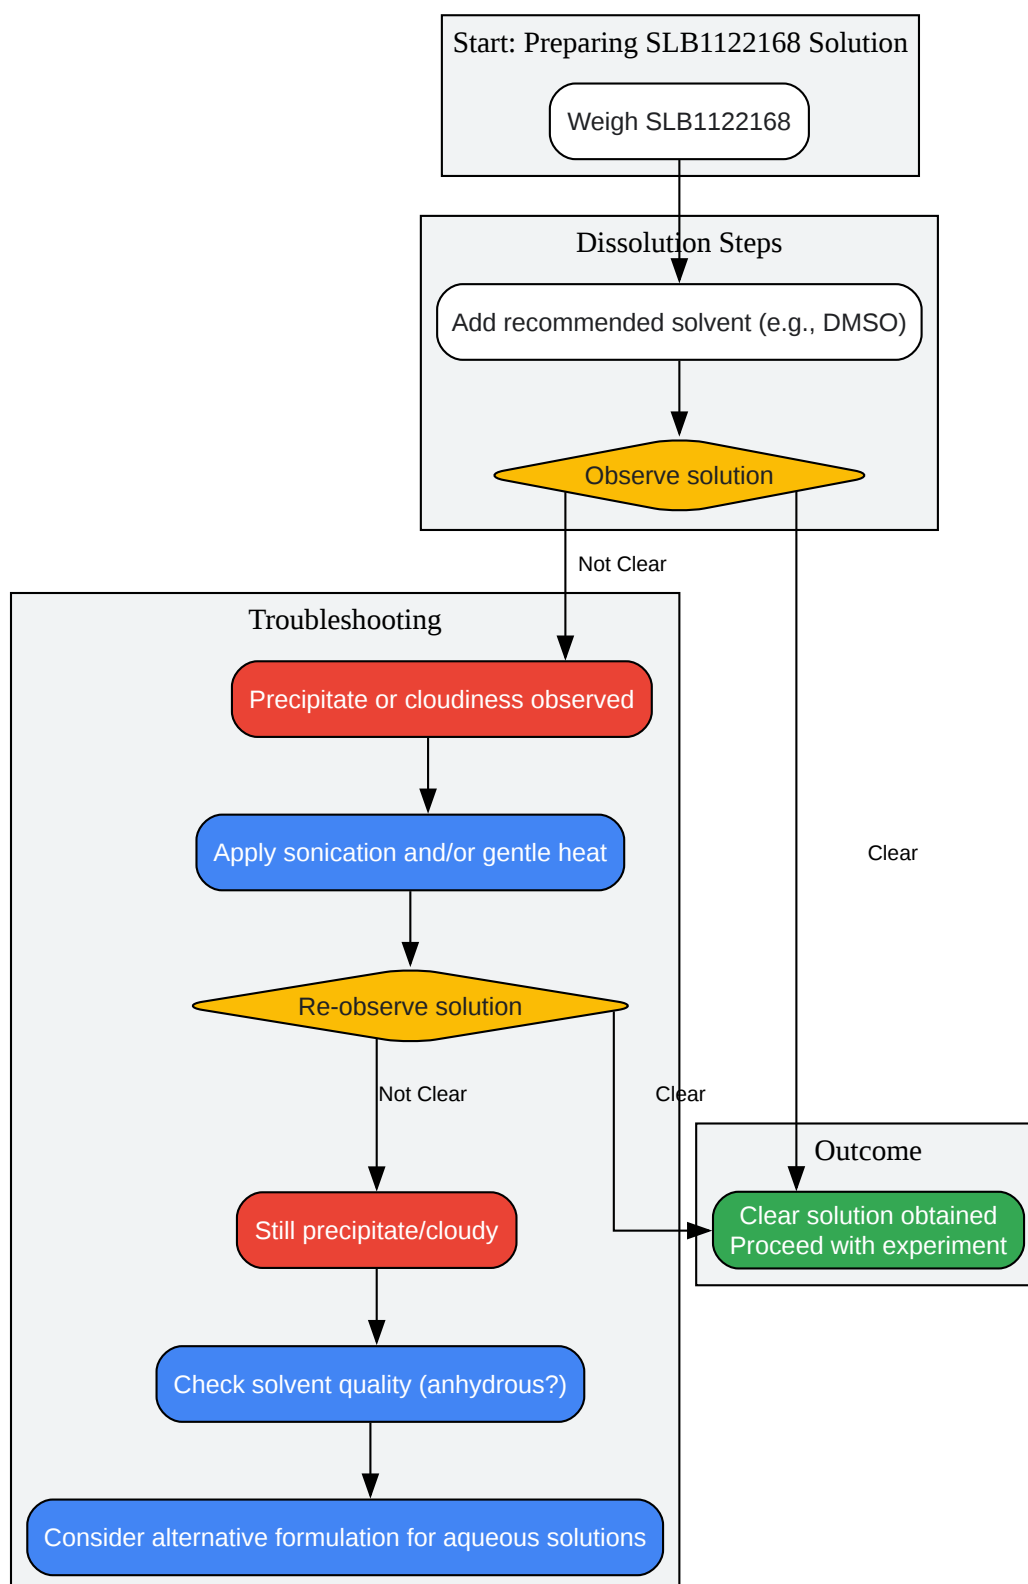 Start: Preparing SLB1122168 Solution
Weigh SLB1122168
Dissolution Steps
Add recommended solvent (e.g., DMSO)
Observe solution
Not Clear
Troubleshooting
Precipitate or cloudiness observed
Apply sonication and/or gentle heat
Clear
Re-observe solution
Not Clear
Clear
Outcome
Still precipitate/cloudy
Clear solution obtained
Proceed with experiment
Check solvent quality (anhydrous?)
Consider alternative formulation for aqueous solutions